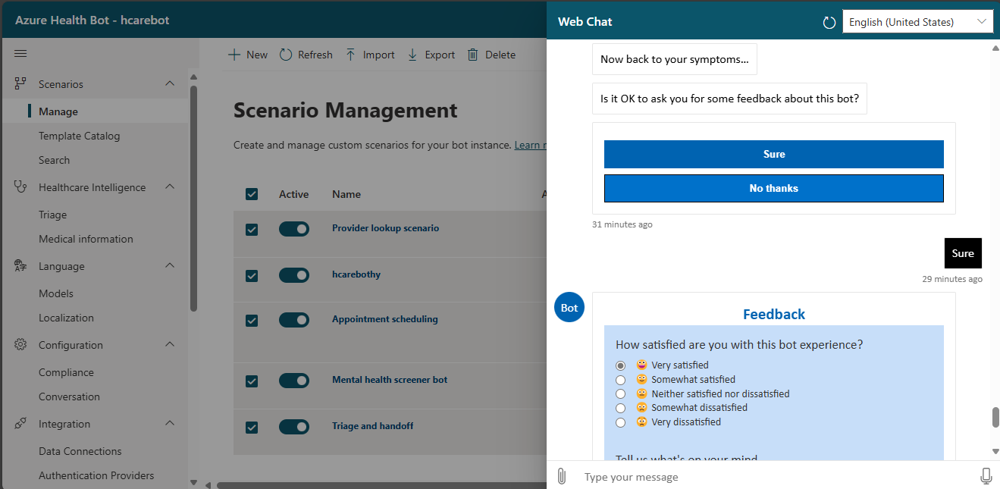 Azure Health Bot - hcarebot
Scenarios
Manage
Template Catalog
Search
Healthcare Intelligence
Triage
Medical information
Language
Models
Localization
Configuration
Compliance
Conversation
Integration
Data Connections
Authentication Providers
New Refresh Import Export Delete
Scenario Management
Create and manage custom scenarios for your bot instance. Learn
Active Name
Provider lookup scenario
hcarebothy
Appointment scheduling
Mental health screener bot
Triage and handoff
Web Chat
English (United States)
Now back to your symptoms...
Is it OK to ask you for some feedback about this bot?
Sure
No thanks
31 minutes ago
Sure
29 minutes ago
Bot
Feedback
How satisfied are you with this bot experience?
Very satisfied
Somewhat satisfied
Neither satisfied nor dissatisfied
Somewhat dissatisfied
Very dissatisfied
Tell us what's on your mind
Type your message